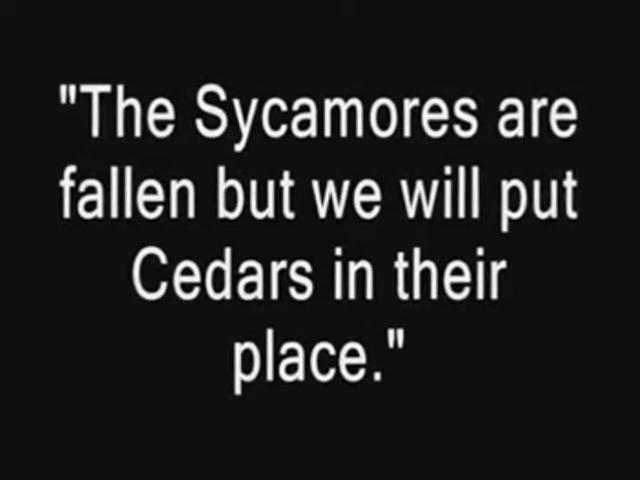 "The Sycamores are
fallen but we will put
Cedars in their
place."